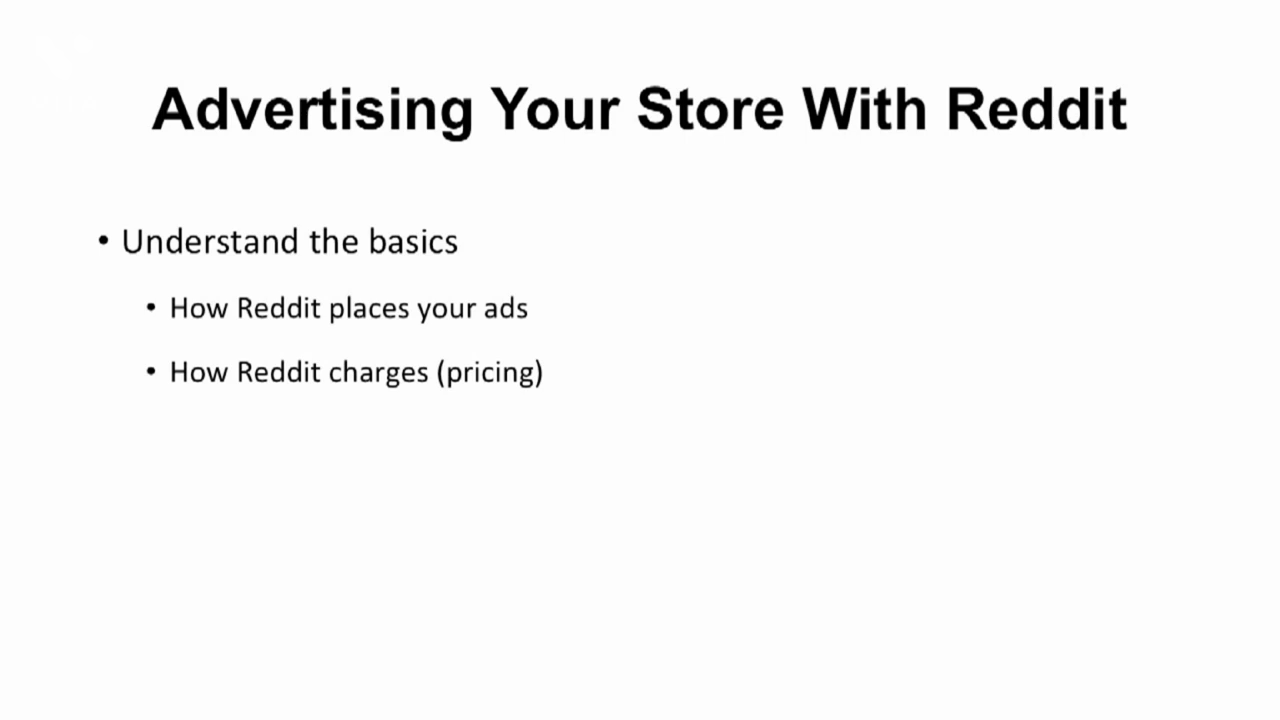 Advertising Your Store With Reddit
• Understand the basics
• How Reddit places your ads
• How Reddit charges (pricing)